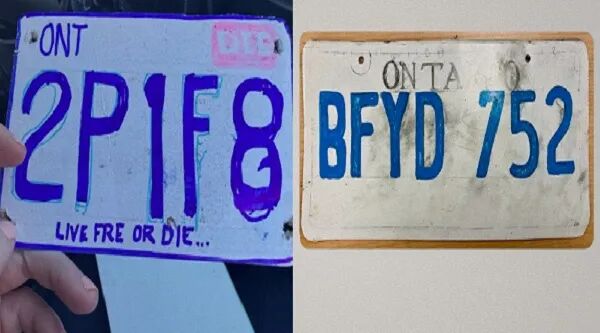 ONT
2P1F8
LIVE FRE OR DIE...
ONTA O
BFYD 752